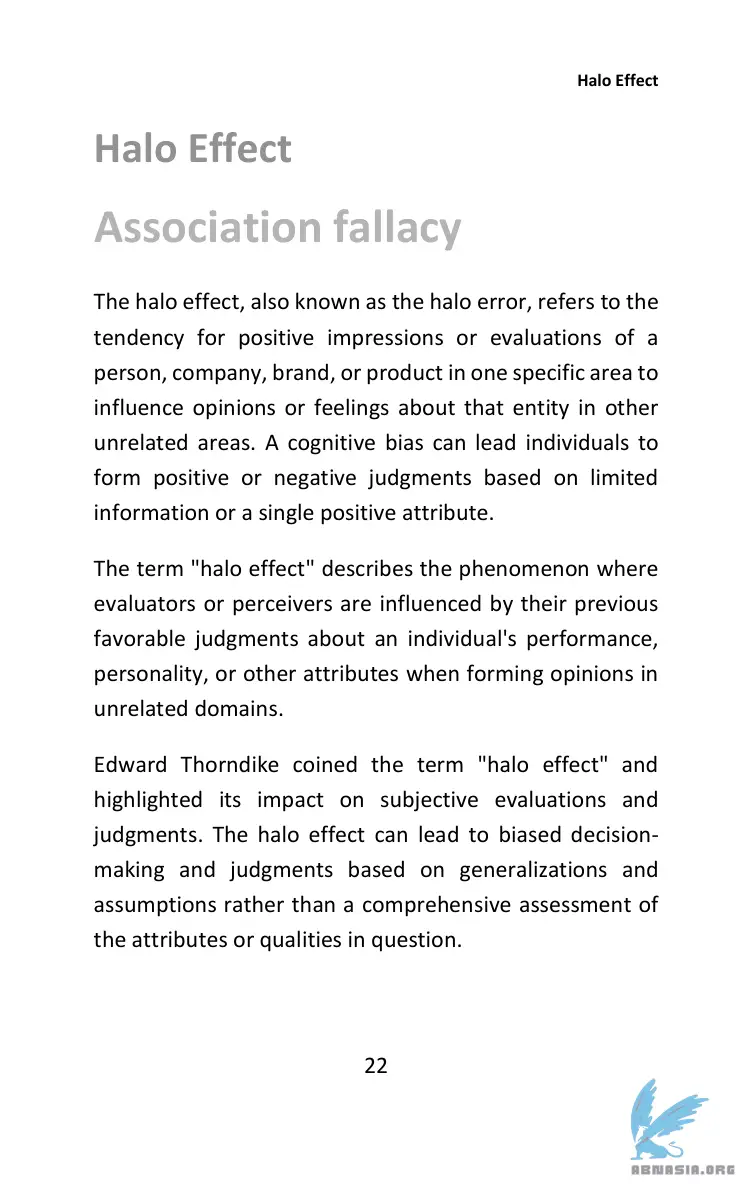 Halo Effect
Halo Effect
Association fallacy
The halo effect, also known as the halo error, refers to the
tendency for positive impressions or evaluations of a
person, company, brand, or product in one specific area to
influence opinions or feelings about that entity in other
unrelated areas. A cognitive bias can lead individuals to
form positive or negative judgments based on limited
information or a single positive attribute.
The term "halo effect" describes the phenomenon where
evaluators or perceivers are influenced by their previous
favorable judgments about an individual's performance,
personality, or other attributes when forming opinions in
unrelated domains.
Edward Thorndike coined the term "halo effect" and
highlighted its impact on subjective evaluations and
judgments. The halo effect can lead to biased decision-
making and judgments based on generalizations and
assumptions rather than a comprehensive assessment of
the attributes or qualities in question.
22
ABNASIA.ORG